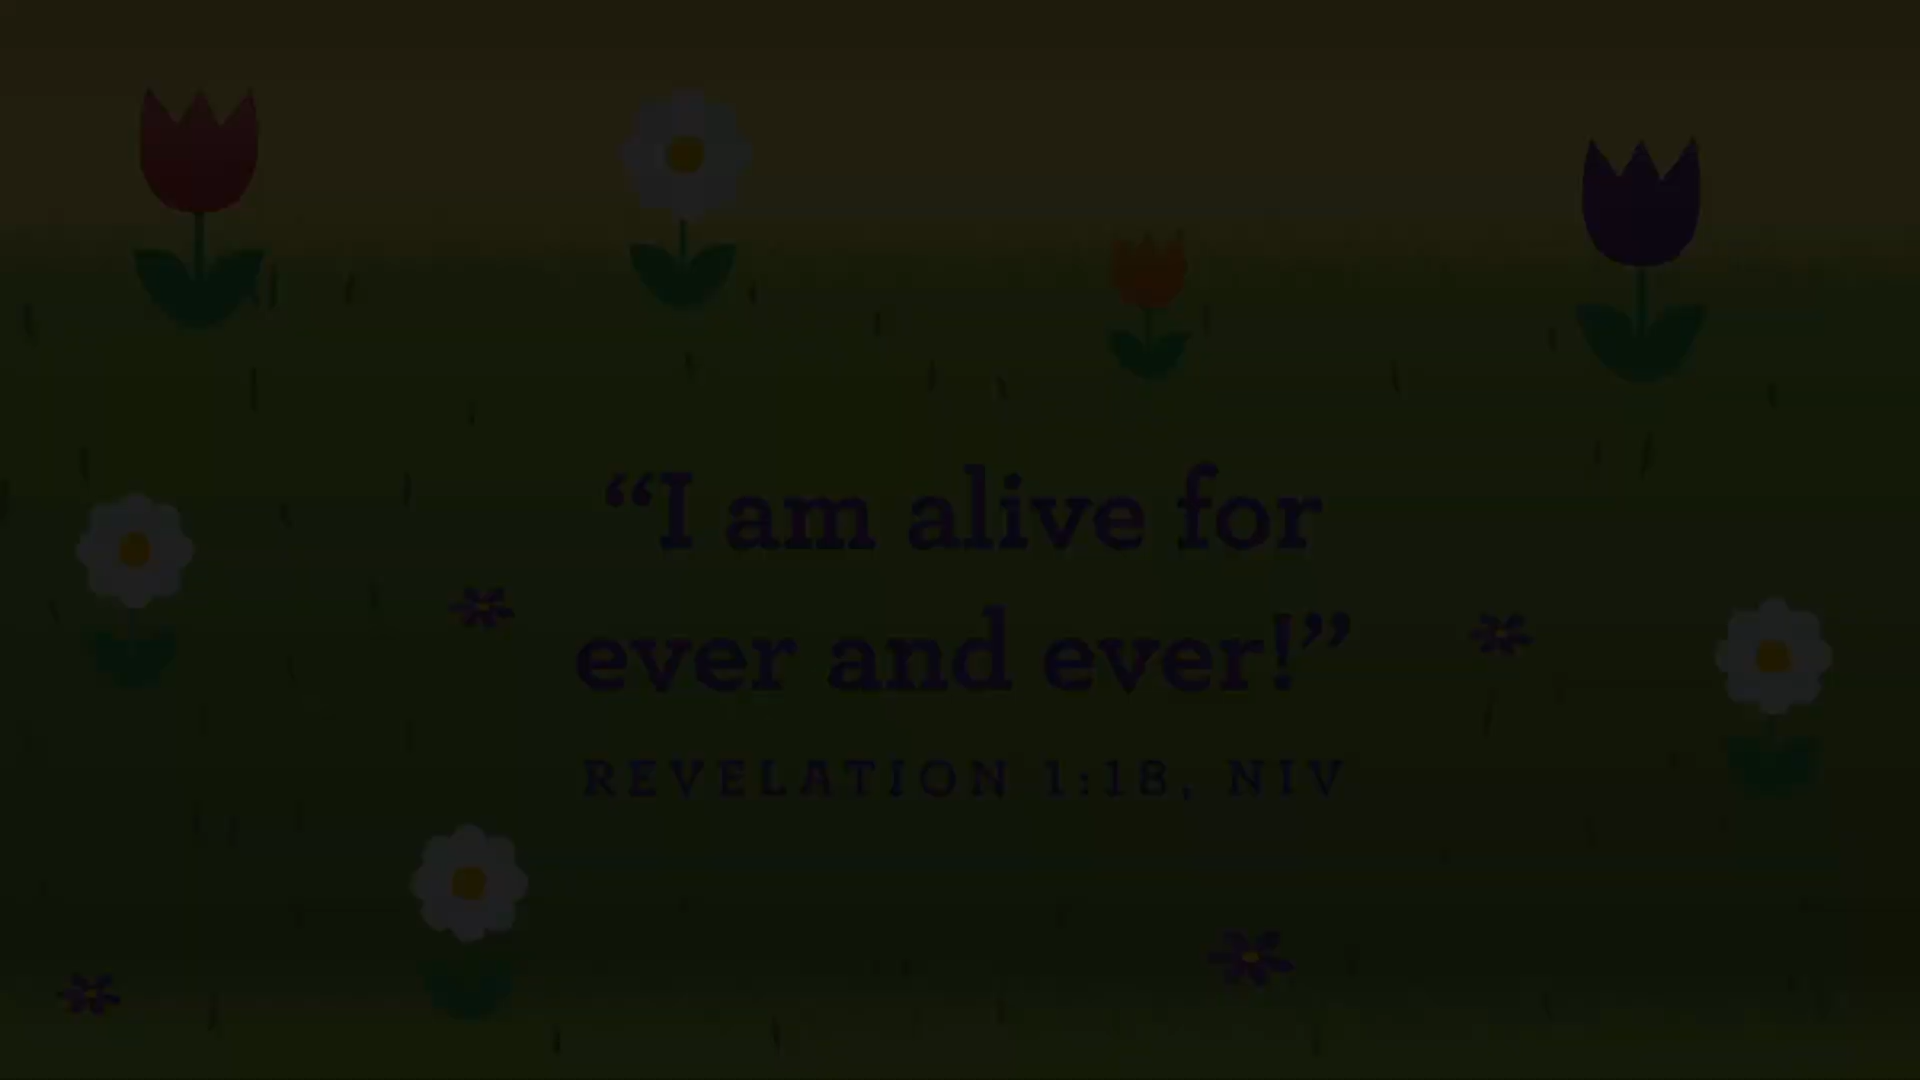 “I am alive for
ever and ever!”
REVELATION 1:18, NIV